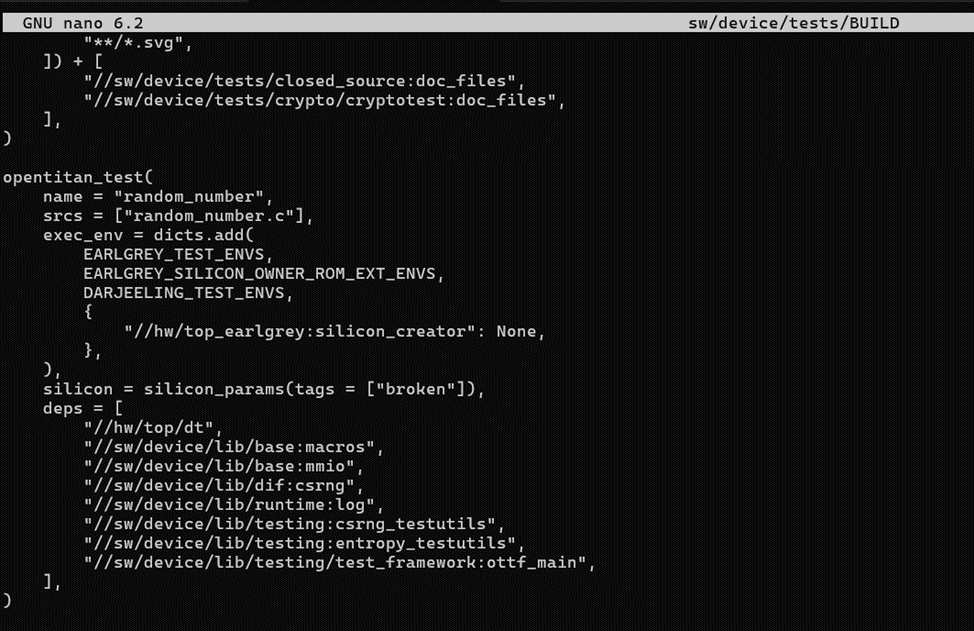 GNU nano 6.2 sw/device/tests/BUILD
        "**/*.svg",
    ]) + [
        "//sw/device/tests/closed_source:doc_files",
        "//sw/device/tests/crypto/cryptotest:doc_files",
    ],
)
opentitan_test(
    name = "random_number",
    srcs = ["random_number.c"],
    exec_env = dicts.add(
        EARLGREY_TEST_ENVS,
        EARLGREY_SILICON_OWNER_ROM_EXT_ENVS,
        DARJEELING_TEST_ENVS,
        {
            "//hw/top_earlgrey:silicon_creator": None,
        },
    ),
    silicon = silicon_params(tags = ["broken"]),
    deps = [
        "//hw/top/dt",
        "//sw/device/lib/base:macros",
        "//sw/device/lib/base:mmio",
        "//sw/device/lib/dif:csrng",
        "//sw/device/lib/runtime:log",
        "//sw/device/lib/testing:csrng_testutils",
        "//sw/device/lib/testing:entropy_testutils",
        "//sw/device/lib/testing/test_framework:ottf_main",
    ],
)